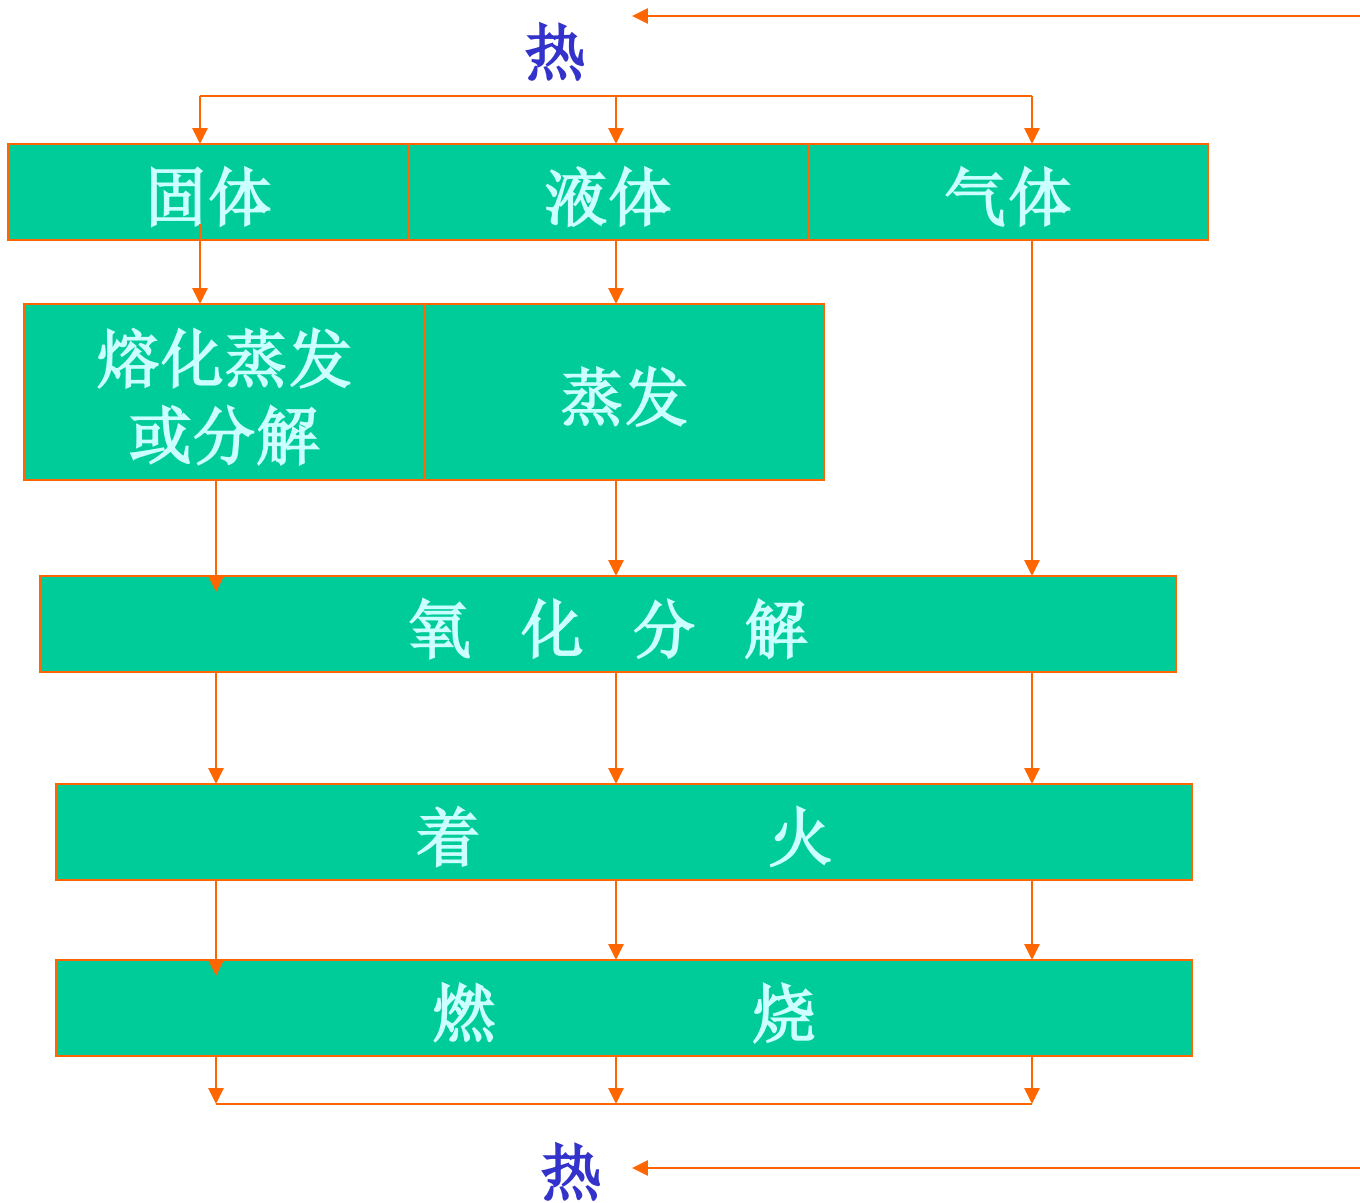 热
固体 液体 气体
熔化蒸发
或分解
蒸发
氧 化 分 解
着 火
燃 烧
热